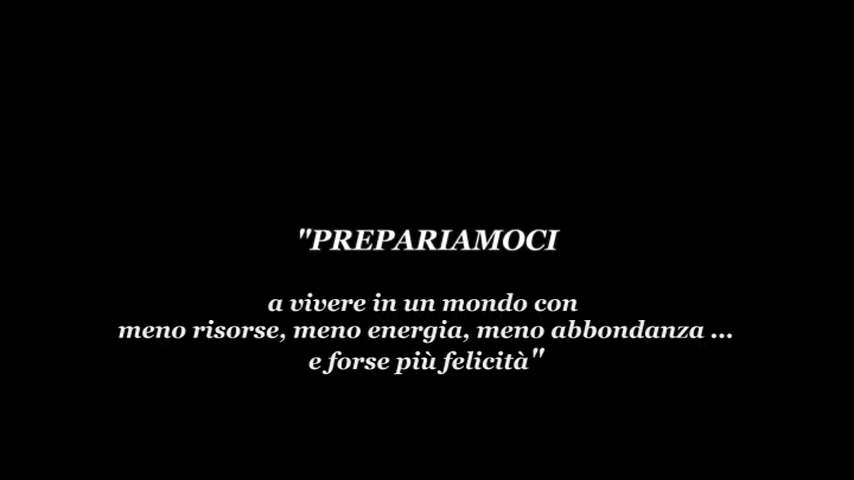 "PREPARIAMOCI
a vivere in un mondo con
meno risorse, meno energia, meno abbondanza ...
e forse più felicità"